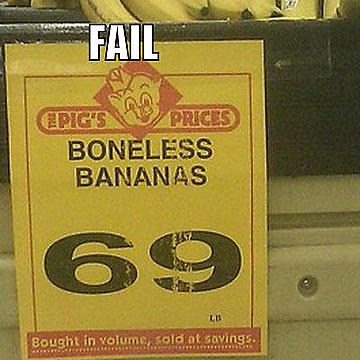 FAIL
THE PIG'S PRICES
BONELESS
BANANAS
69
LB
Bought in volume, sold at savings.